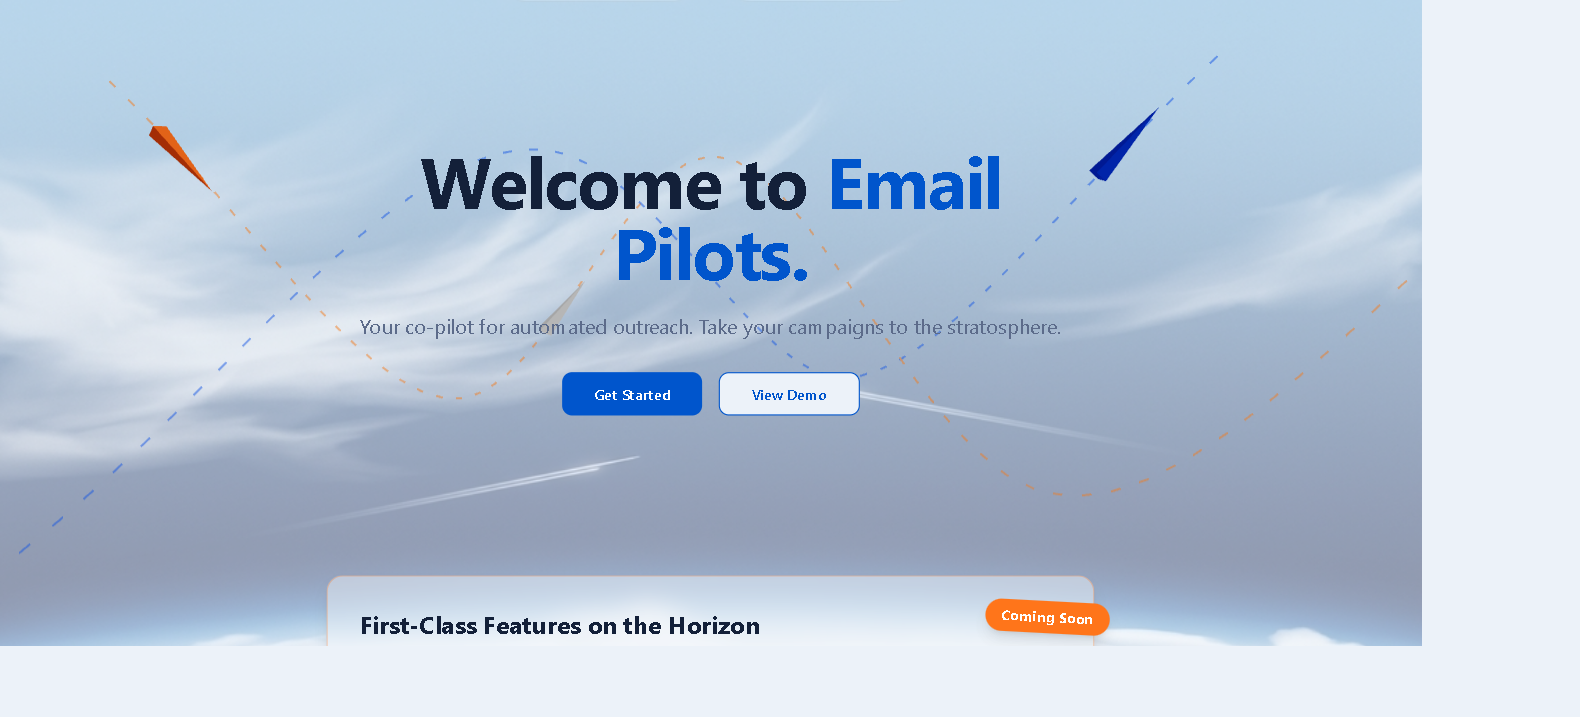 Welcome to Email
Pilots.
Your co-pilot for automated outreach. Take your campaigns to the stratosphere.
Get Started
View Demo
First-Class Features on the Horizon
Coming Soon